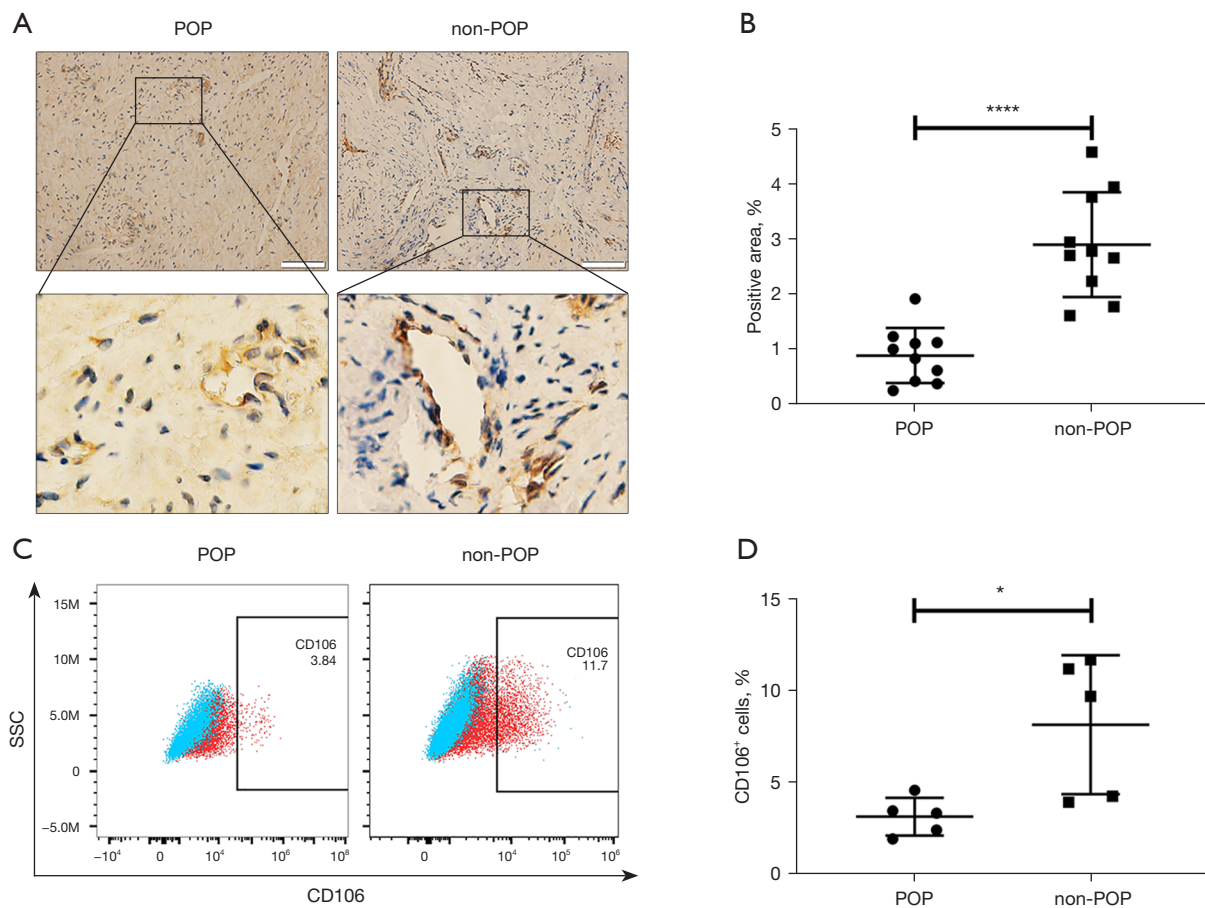 A
POP
non-POP
B
****
Positive area, %
5
4
3
2
1
0
POP
non-POP
C
POP
non-POP
SSC
15M
10M
5.0M
0
−5.0M
CD106
3.84
CD106
11.7
−10⁴
0
10⁴
10⁶
10⁸
0
10⁴
10⁵
10⁶
CD106
D
*
CD106⁺ cells, %
15
10
5
0
POP
non-POP